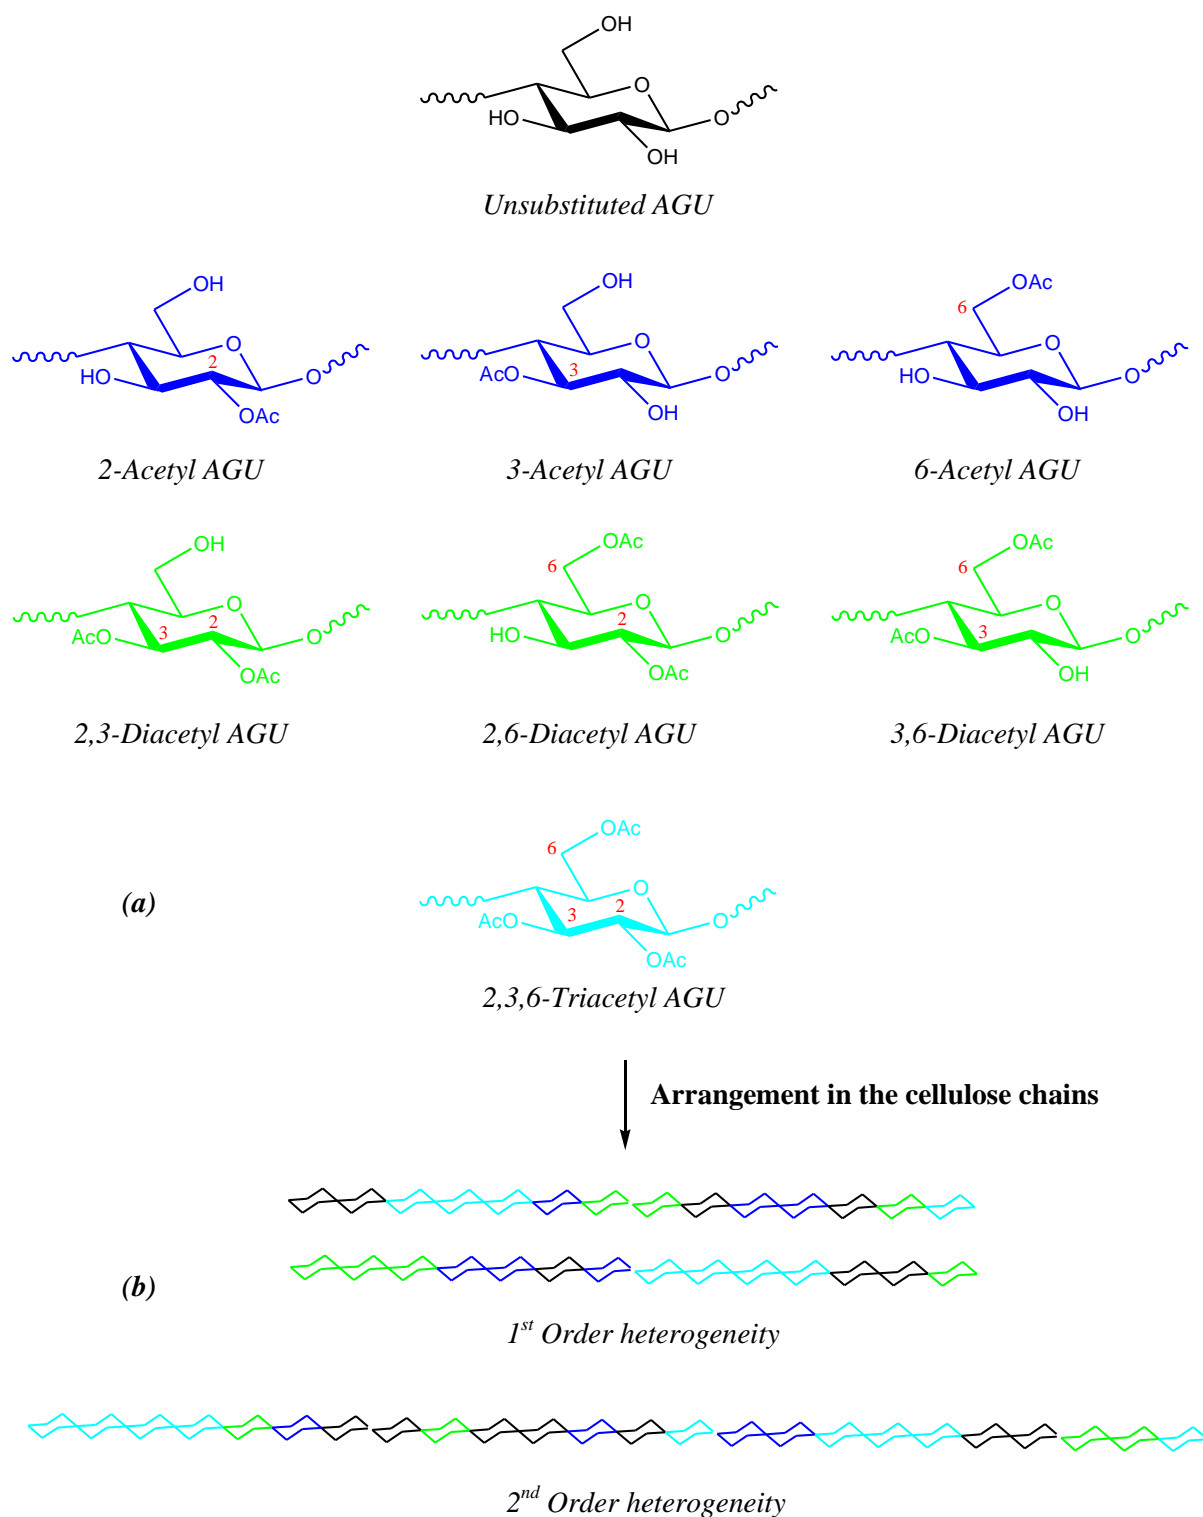 OH
O
HO
O
OH
Unsubstituted AGU
OH
O
2
HO
O
OAc
2-Acetyl AGU
OH
O
AcO
3
O
OH
3-Acetyl AGU
OAc
6
O
HO
O
OH
6-Acetyl AGU
OH
O
AcO
3
2
O
OAc
2,3-Diacetyl AGU
OAc
6
O
2
HO
O
OAc
2,6-Diacetyl AGU
OAc
6
O
AcO
3
O
OH
3,6-Diacetyl AGU
OAc
6
O
AcO
3
2
O
OAc
2,3,6-Triacetyl AGU
(a)
Arrangement in the cellulose chains
(b)
1st Order heterogeneity
2nd Order heterogeneity